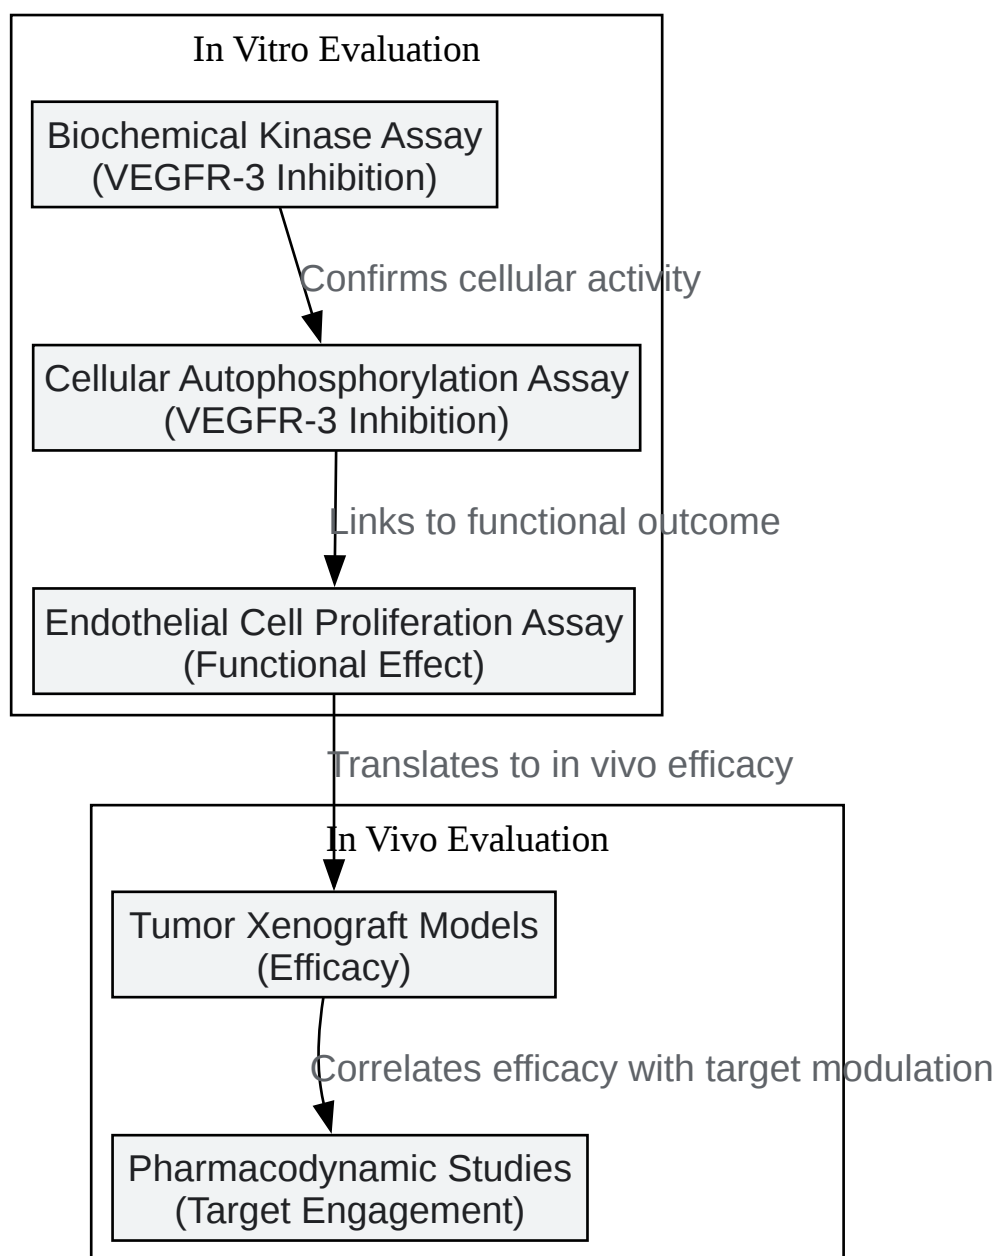 In Vitro Evaluation
Biochemical Kinase Assay
(VEGFR-3 Inhibition)
Confirms cellular activity
Cellular Autophosphorylation Assay
(VEGFR-3 Inhibition)
Links to functional outcome
Endothelial Cell Proliferation Assay
(Functional Effect)
Translates to in vivo efficacy
In Vivo Evaluation
Tumor Xenograft Models
(Efficacy)
Correlates efficacy with target modulation
Pharmacodynamic Studies
(Target Engagement)